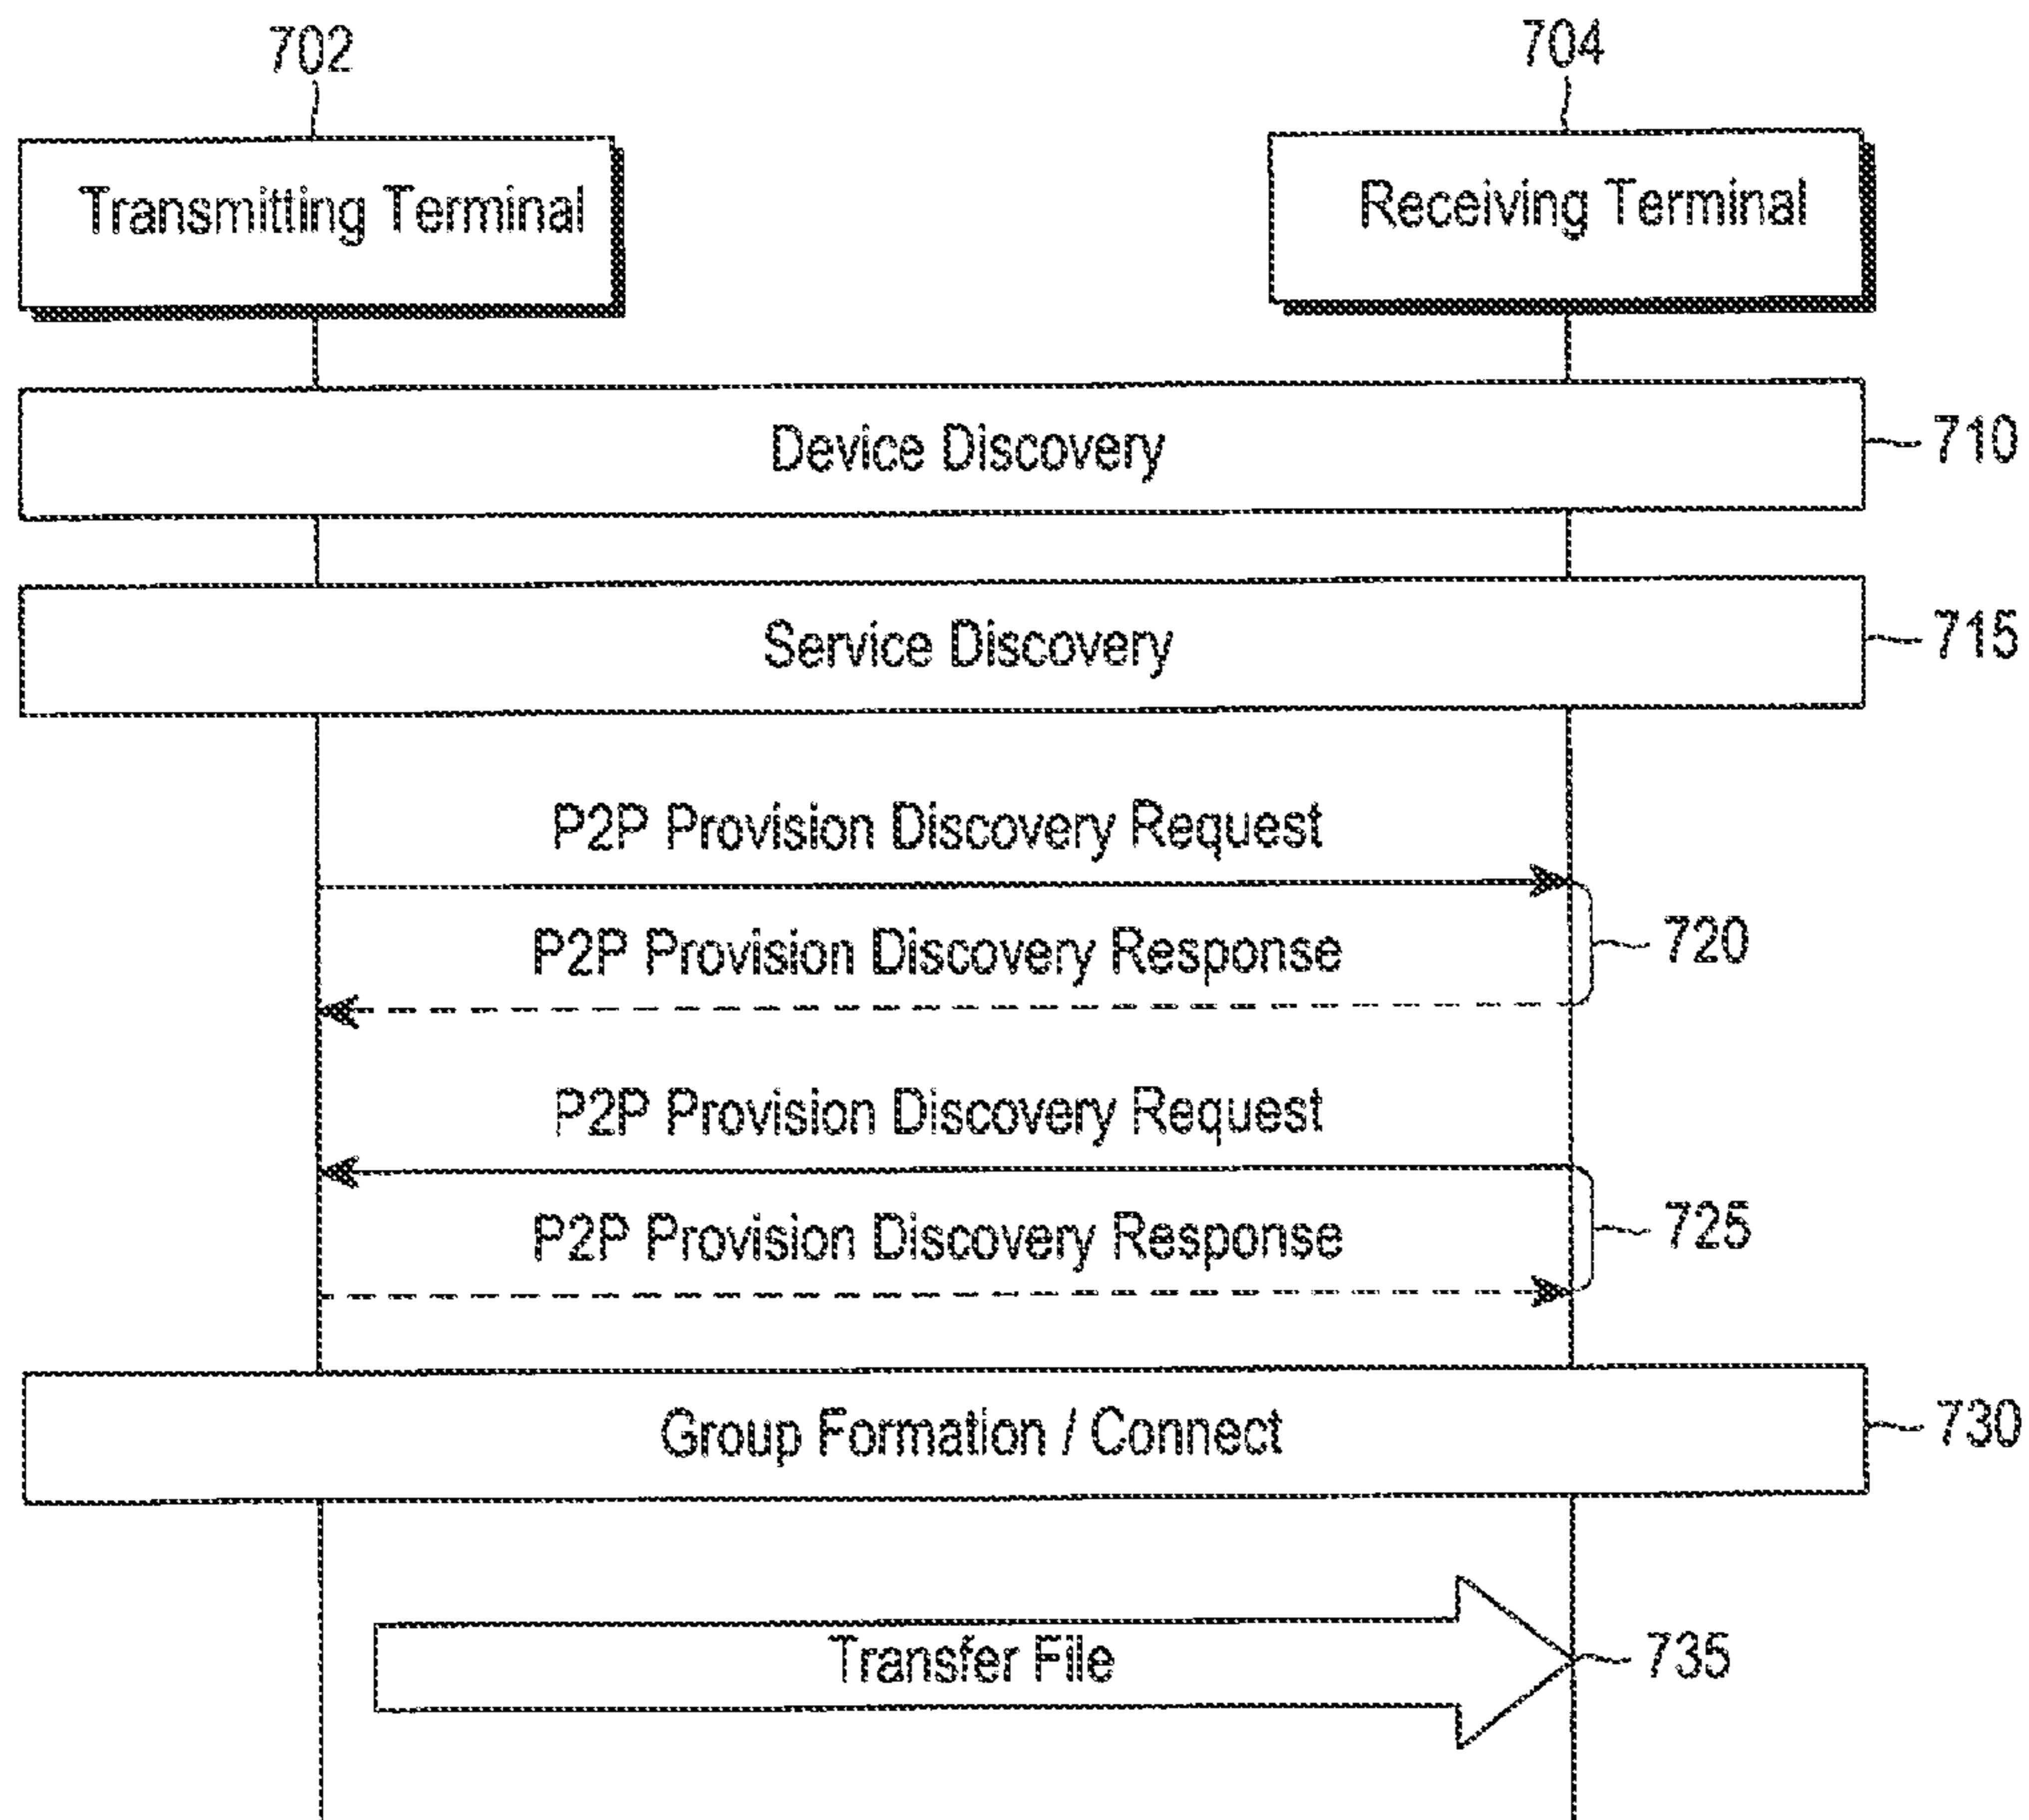 702
704
Transmitting Terminal
Receiving Terminal
Device Discovery
710
Service Discovery
715
P2P Provision Discovery Request
P2P Provision Discovery Response
720
P2P Provision Discovery Request
P2P Provision Discovery Response
725
Group Formation / Connect
730
Transfer File
735